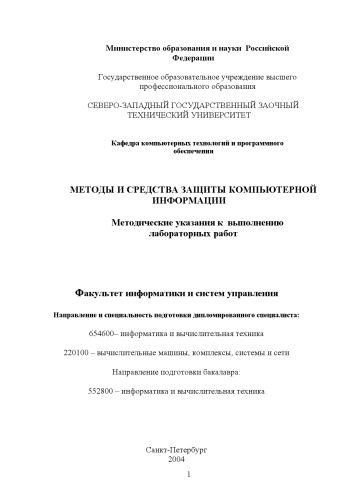 Министерство образования и науки Российской
Федерации
Государственное образовательное учреждение высшего
профессионального образования
СЕВЕРО-ЗАПАДНЫЙ ГОСУДАРСТВЕННЫЙ ЗАОЧНЫЙ
ТЕХНИЧЕСКИЙ УНИВЕРСИТЕТ
Кафедра компьютерных технологий и программного
обеспечения
МЕТОДЫ И СРЕДСТВА ЗАЩИТЫ КОМПЬЮТЕРНОЙ
ИНФОРМАЦИИ
Методические указания к выполнению
лабораторных работ
Факультет информатики и систем управления
Направление и специальность подготовки дипломированного специалиста:
654600– информатика и вычислительная техника
220100 – вычислительные машины, комплексы, системы и сети
Направление подготовки бакалавра:
552800 – информатика и вычислительная техника
Санкт-Петербург
2004
1